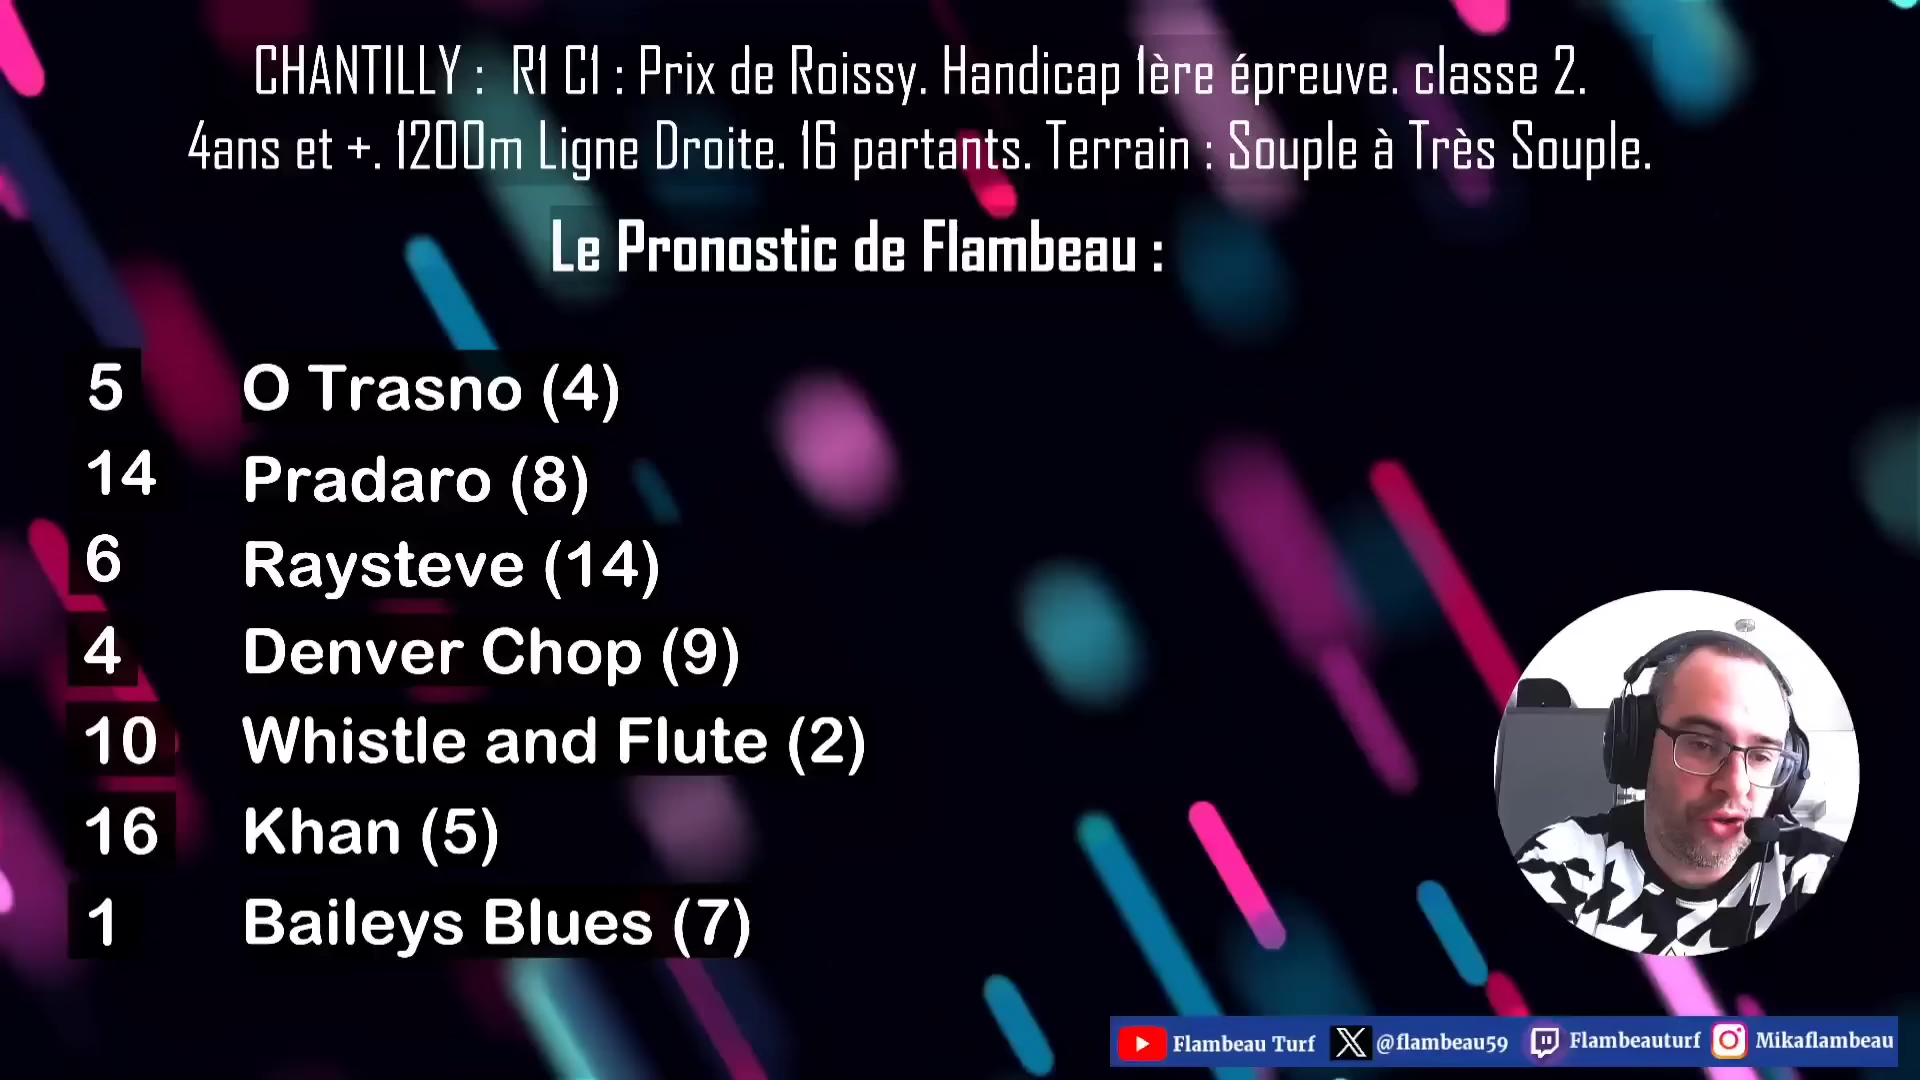 CHANTILLY : R1 C1 : Prix de Roissy. Handicap 1ère épreuve. classe 2.
4ans et +. 1200m Ligne Droite. 16 partants. Terrain : Souple à Très Souple.
Le Pronostic de Flambeau :
5 O Trasno (4)
14 Pradaro (8)
6 Raysteve (14)
4 Denver Chop (9)
10 Whistle and Flute (2)
16 Khan (5)
1 Baileys Blues (7)
Flambeau Turf @flambeau59 Flambeauturf Mikaflambeau